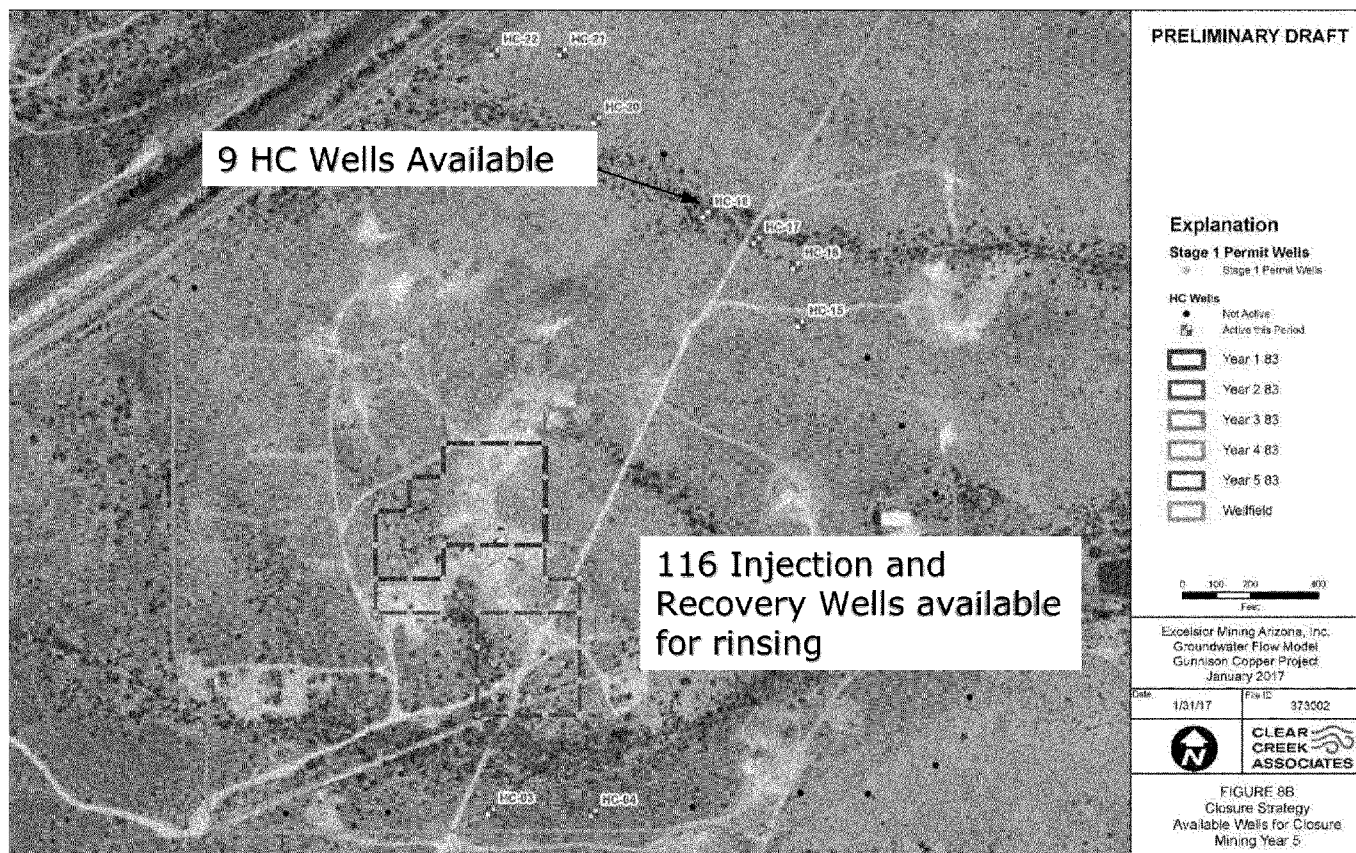 HC-22
HC-21
HC-20
9 HC Wells Available
HC-17
HC-15
116 Injection and
Recovery Wells available
for rinsing
HC-03
HC-04
PRELIMINARY DRAFT
Explanation
Stage 1 Permit Wells
Stage 1 Permit Wells
HC Wells
Not Active
Active this Period
Year 1 83
Year 2 83
Year 3 83
Year 4 83
Year 5 83
Wellfield
0 100 200 400
Feet
Excelsior Mining Arizona, Inc.
Groundwater Flow Model
Gunnison Copper Project
January 2017
Date 1/31/17
File ID 373002
N
CLEAR
CREEK
ASSOCIATES
FIGURE 8B
Closure Strategy
Available Wells for Closure
Mining Year 5